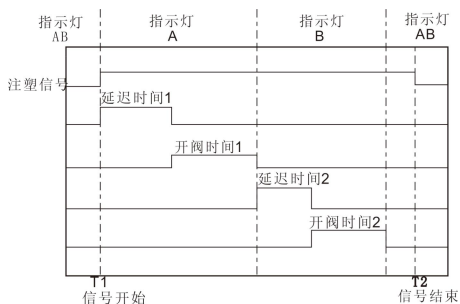 指示灯 指示灯 指示灯 指示灯
AB A B AB
注塑信号
延迟时间1
开阀时间1
延迟时间2
开阀时间2
T1 T2
信号开始 信号结束